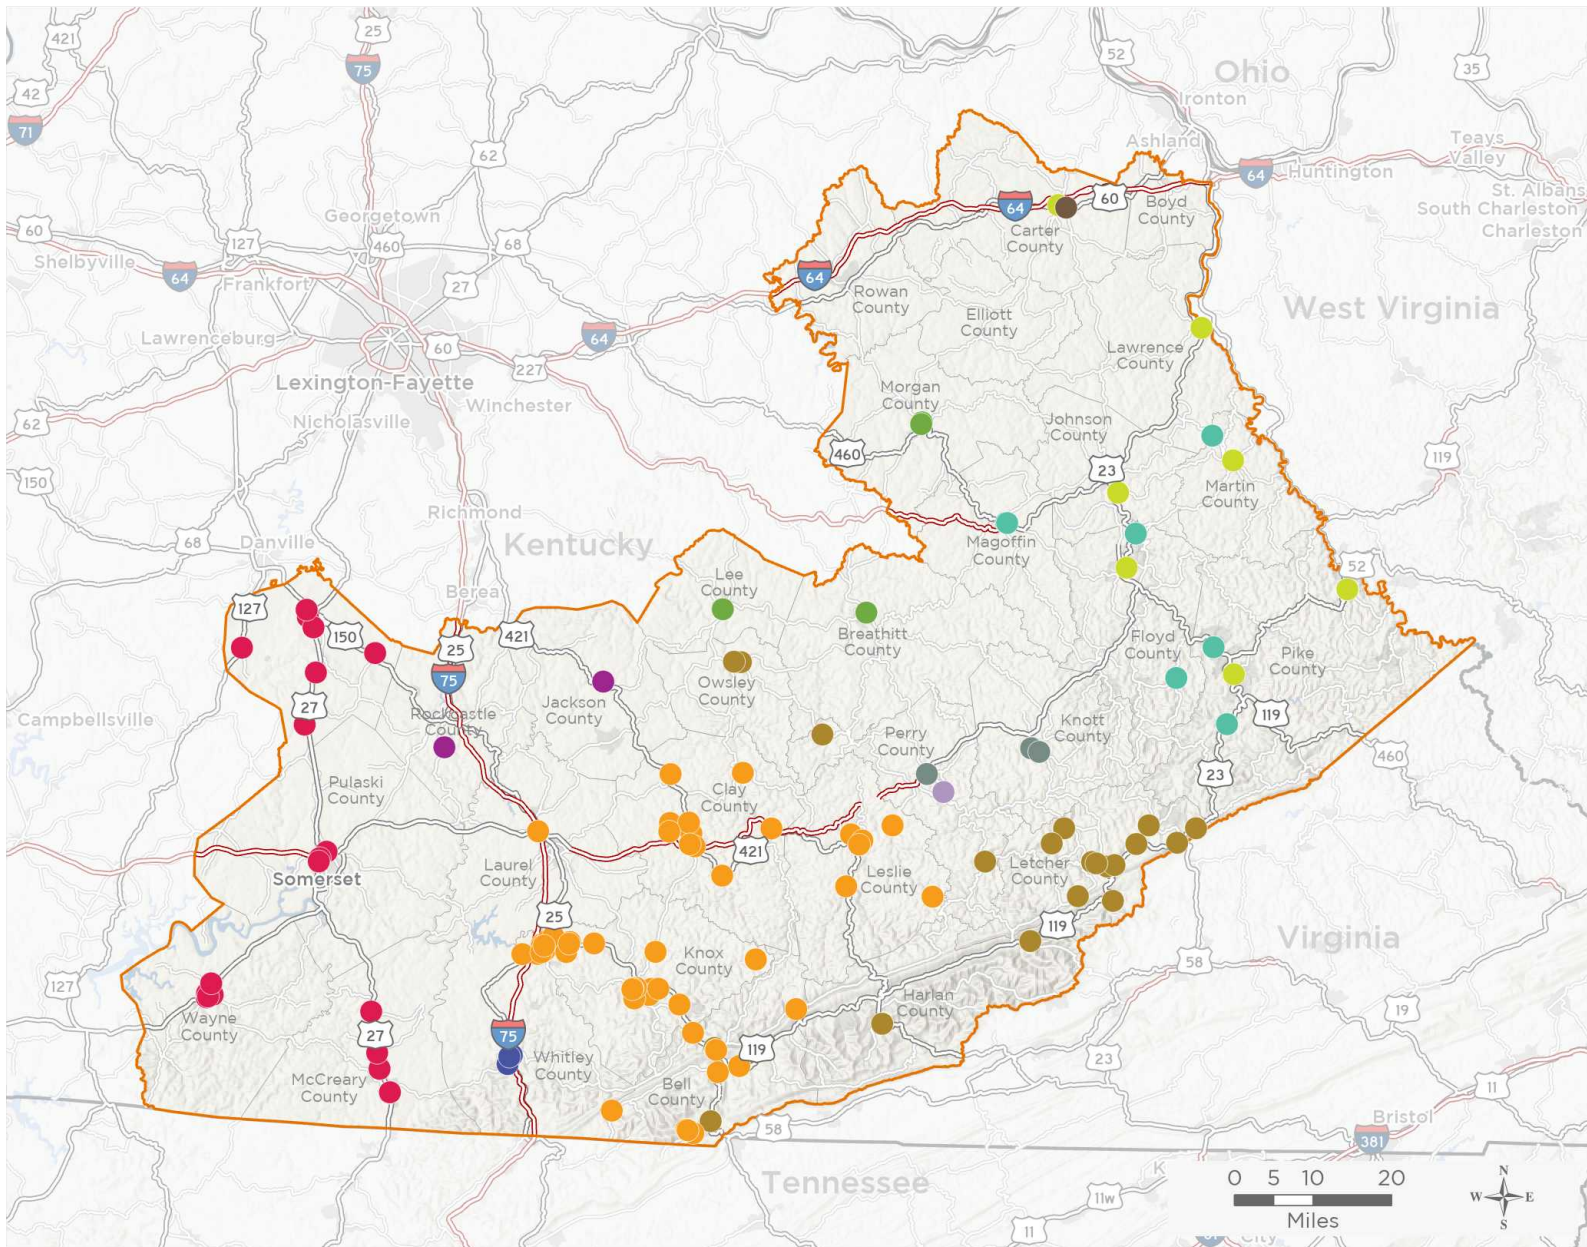 421
25
75
42
71
52
Ohio
35
Ironton
Ashland
Teays
Valley
62
64
Huntington
St. Albans
South Charleston
Charleston
60
Boyd
County
64
Carter
County
Georgetown
60
127
460
68
Shelbyville
64
Frankfort
27
64
Rowan
County
Elliott
County
West Virginia
Lawrenceburg
60
64
Lawrence
County
227
Lexington-Fayette
Winchester
Morgan
County
62
Nicholasville
Johnson
County
460
119
23
150
Martin
County
Richmond
68
Danville
Kentucky
Magoffin
County
52
Lee
County
Berea
127
150
421
25
Breathitt
County
Floyd
County
Pike
County
75
Owsley
County
Jackson
County
27
Rockcastle
County
Campbellsville
119
Knott
County
Perry
County
460
23
Pulaski
County
Clay
County
421
Laurel
County
Letcher
County
Leslie
County
Somerset
25
119
Virginia
Knox
County
58
127
Harlan
County
19
Wayne
County
27
75
119
23
Whitley
County
McCreary
County
Bell
County
11
Bristol
58
381
Tennessee
K
0 5 10 20
Miles
N
W E
S
11w
11
City